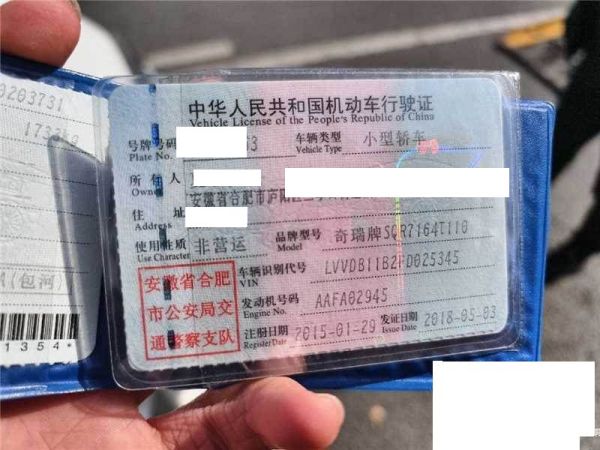 0203731
173
中华人民共和国机动车行驶证
Vehicle License of the People's Republic of China
号牌号码 3 车辆类型 小型轿车
Plate No. Vehicle Type
所有人
Owner
安徽省合肥市庐阳区
住址
Address
使用性质 非营运 品牌型号 奇瑞牌SQR7164T110
Use Character Model
安徽省合肥
市公安局交
通警察支队
车辆识别代号 LVVDB11B2FD025345
VIN
发动机号码 AAFA02945
Engine No.
注册日期 2015-01-29 发证日期 2018-05-03
Register Date Issue Date
(包河)
1354*